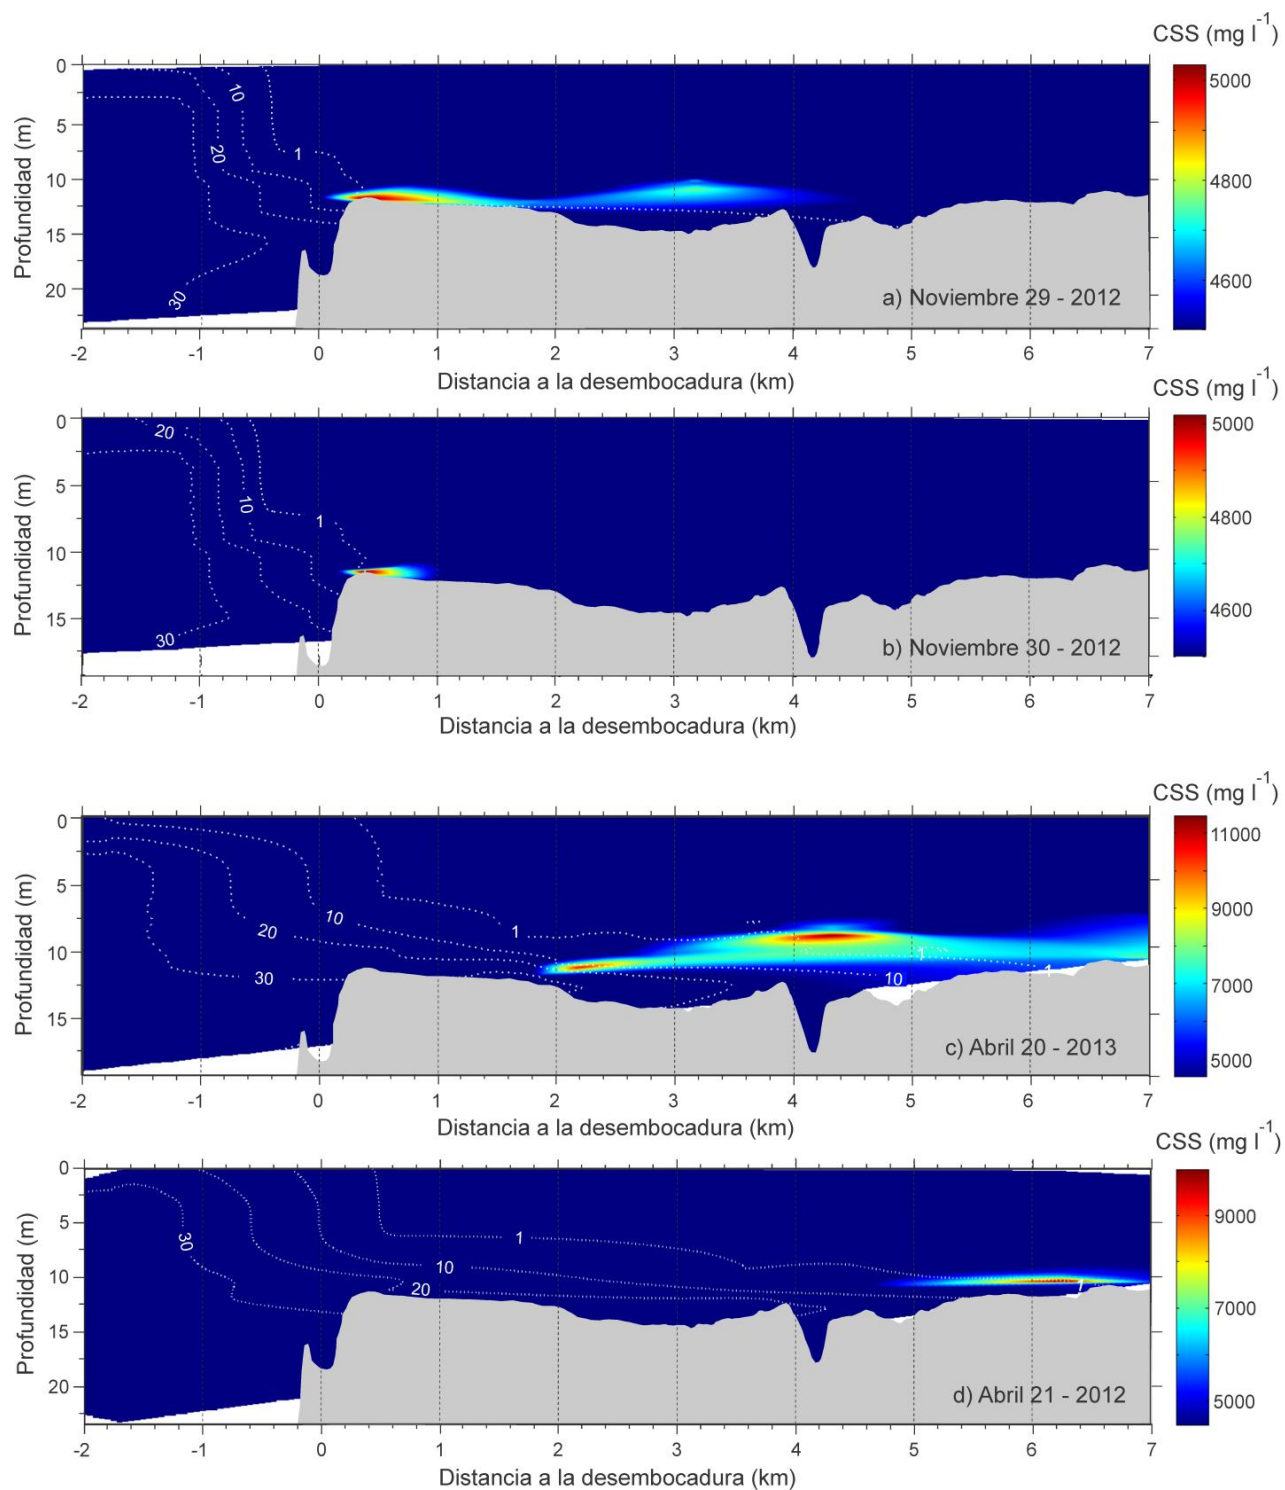 CSS (mg l⁻¹)
0
5
10
15
20
Profundidad (m)
10
20
1
30
a) Noviembre 29 - 2012
5000
4800
4600
-2 -1 0 1 2 3 4 5 6 7
Distancia a la desembocadura (km)
CSS (mg l⁻¹)
0
5
10
15
Profundidad (m)
20
10
1
30
b) Noviembre 30 - 2012
5000
4800
4600
-2 -1 0 1 2 3 4 5 6 7
Distancia a la desembocadura (km)
CSS (mg l⁻¹)
0
5
10
15
Profundidad (m)
10
20
1
30
1
10
1
c) Abril 20 - 2013
11000
9000
7000
5000
-2 -1 0 1 2 3 4 5 6 7
Distancia a la desembocadura (km)
CSS (mg l⁻¹)
0
5
10
15
20
Profundidad (m)
30
1
10
20
1
d) Abril 21 - 2012
9000
7000
5000
-2 -1 0 1 2 3 4 5 6 7
Distancia a la desembocadura (km)